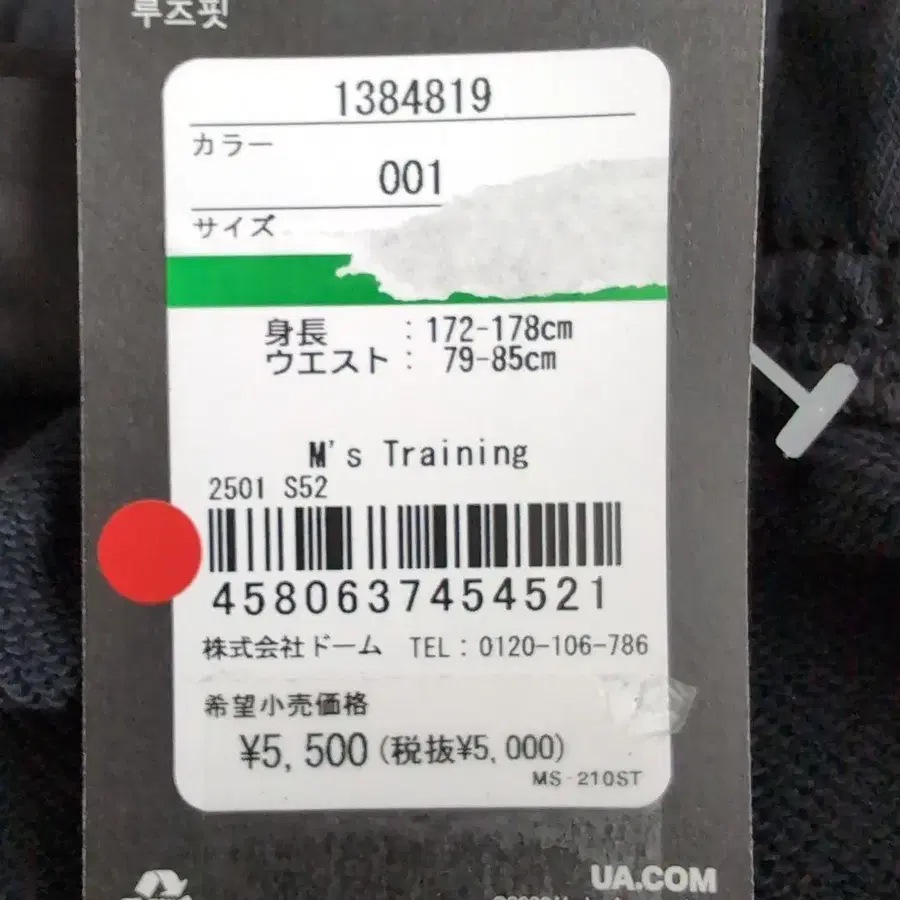 루즈핏
1384819
カラー
001
サイズ
身長 : 172-178cm
ウエスト : 79-85cm
M's Training
2501 S52
4580637454521
株式会社ドーム TEL : 0120-106-786
希望小売価格
¥5,500 (税抜¥5,000)
MS-210ST
UA.COM